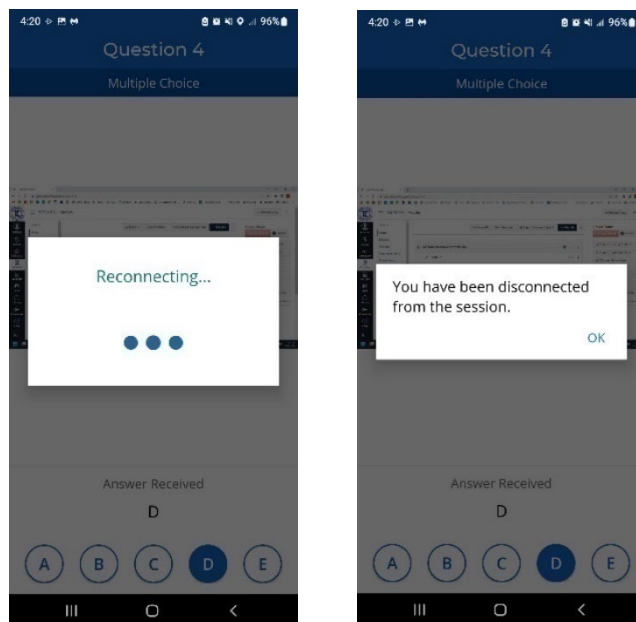 4:20 96%
Question 4
Multiple Choice
Reconnecting...
Answer Received
D
A B C D E
4:20 96%
Question 4
Multiple Choice
You have been disconnected
from the session.
OK
Answer Received
D
A B C D E